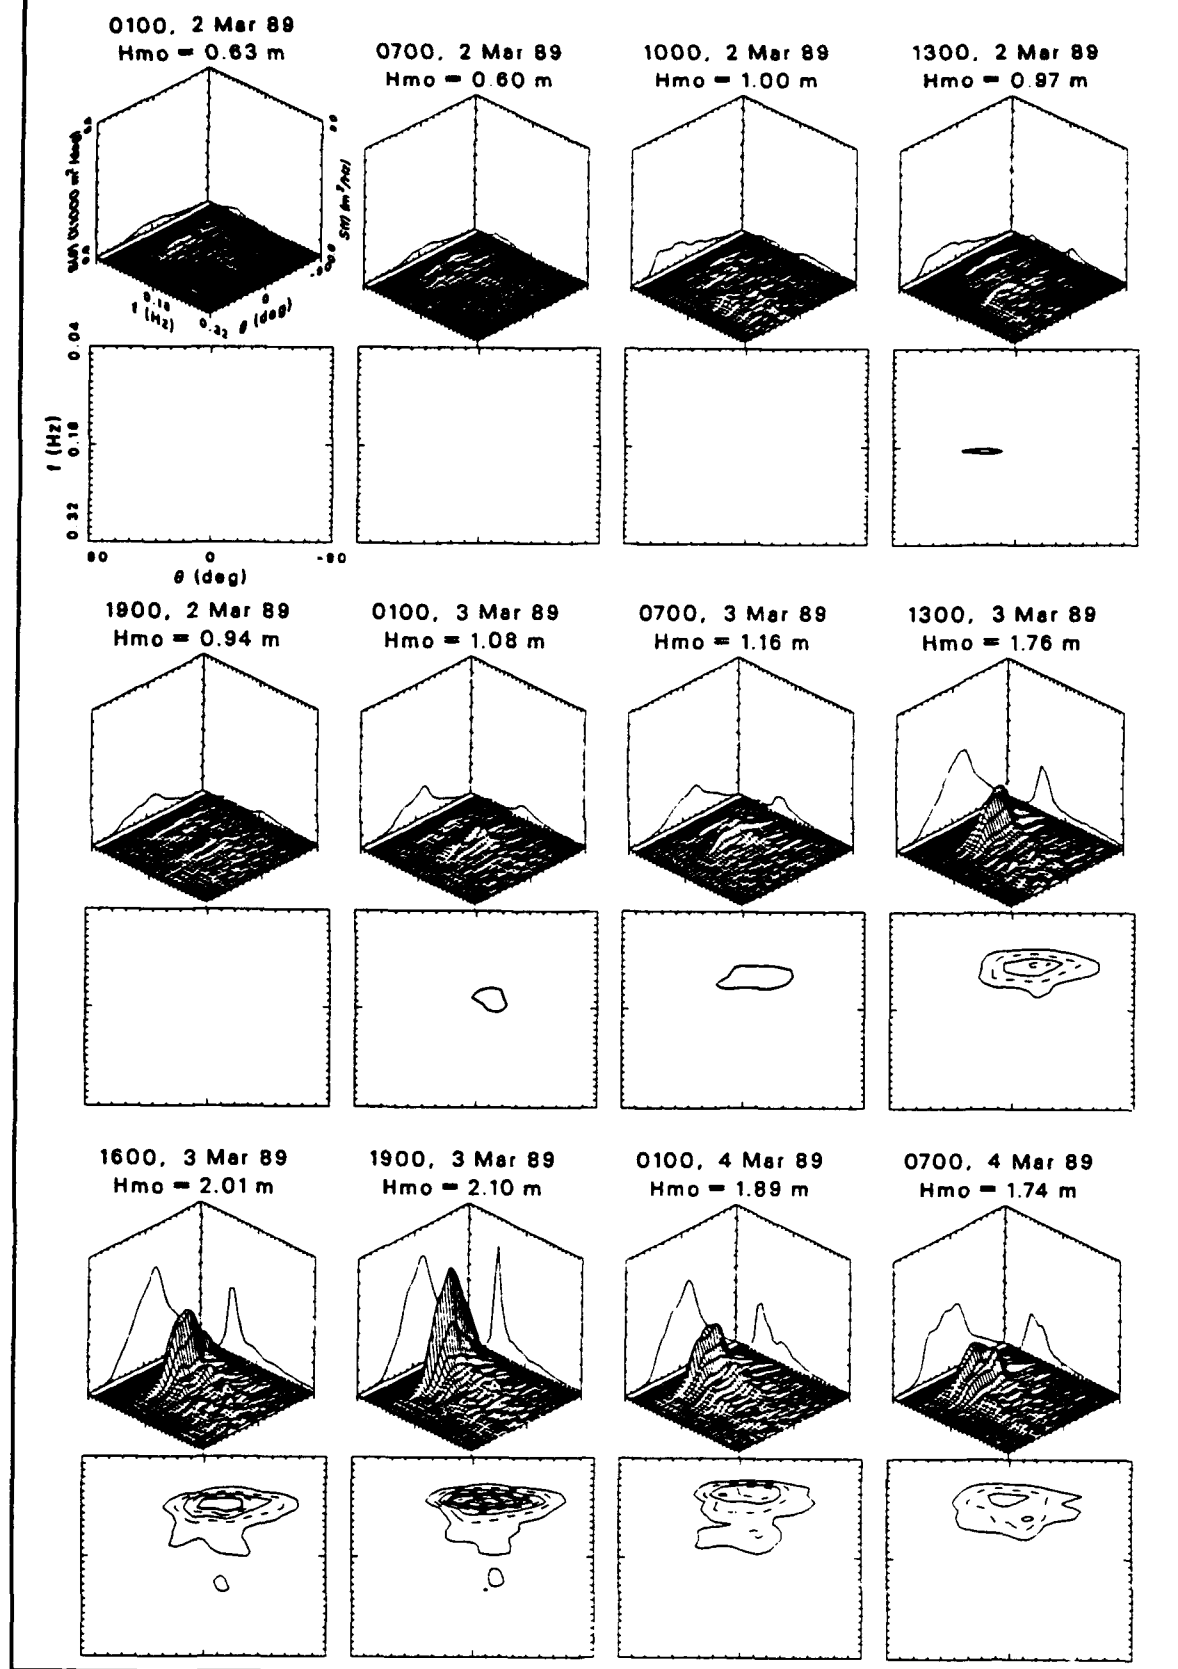 0100, 2 Mar 89
Hmo = 0.63 m
0700, 2 Mar 89
Hmo = 0.60 m
1000, 2 Mar 89
Hmo = 1.00 m
1300, 2 Mar 89
Hmo = 0.97 m
f (Hz)
0.18
0.32
θ (deg)
0
f (Hz)
0.04
0.18
0.32
90
0
-90
θ (deg)
1900, 2 Mar 89
Hmo = 0.94 m
0100, 3 Mar 89
Hmo = 1.08 m
0700, 3 Mar 89
Hmo = 1.16 m
1300, 3 Mar 89
Hmo = 1.76 m
1600, 3 Mar 89
Hmo = 2.01 m
1900, 3 Mar 89
Hmo = 2.10 m
0100, 4 Mar 89
Hmo = 1.89 m
0700, 4 Mar 89
Hmo = 1.74 m